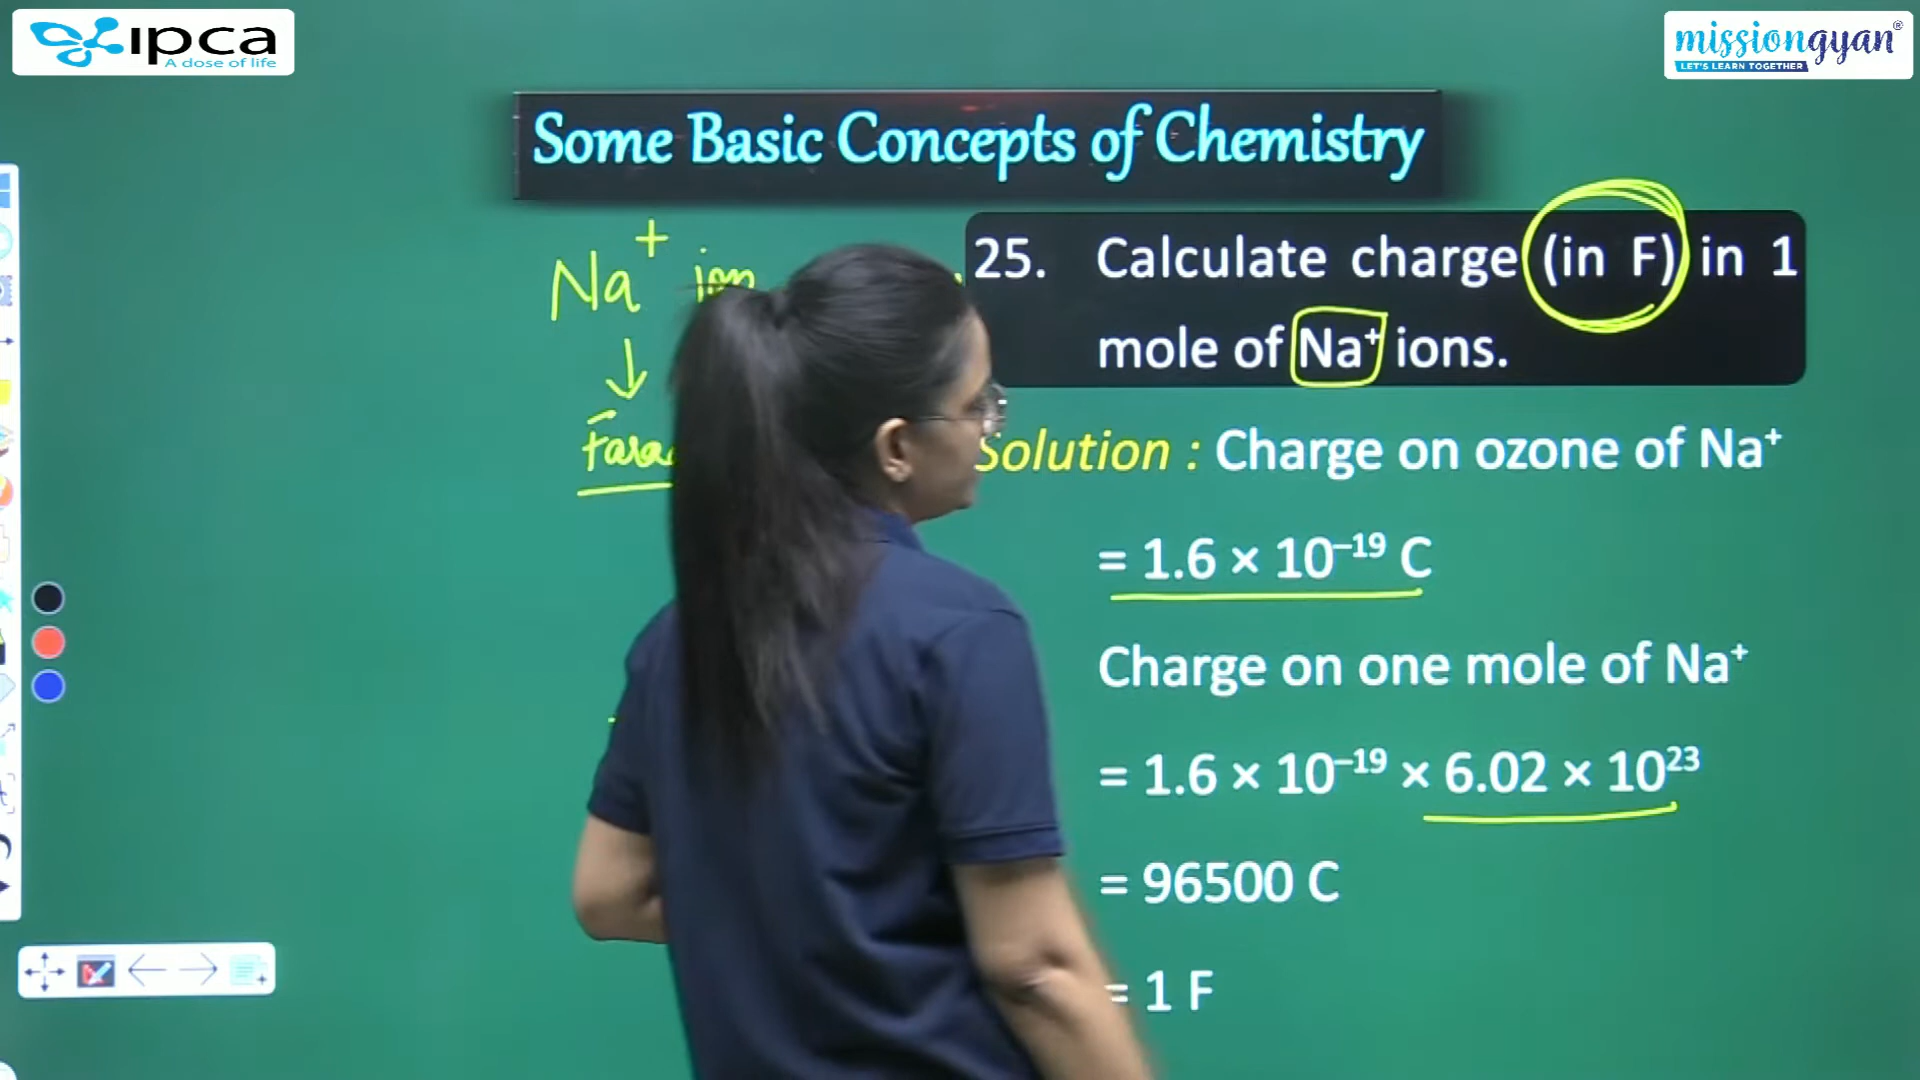 ipca
A dose of life
missiongyan®
LET'S LEARN TOGETHER
Some Basic Concepts of Chemistry
Na⁺ ion
25. Calculate charge (in F) in 1
mole of Na⁺ ions.
Solution : Charge on ozone of Na⁺
= 1.6 × 10⁻¹⁹ C
Charge on one mole of Na⁺
= 1.6 × 10⁻¹⁹ × 6.02 × 10²³
= 96500 C
= 1 F